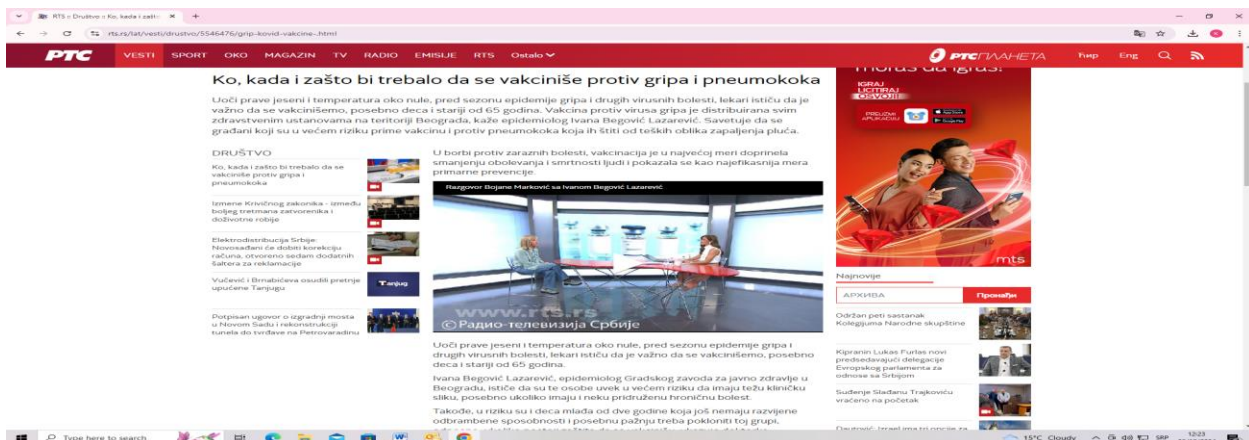 RTS :: Društvo :: Ko, kada i zašto
rts.rs/lat/vesti/drustvo/5546476/grip-kovid-vakcine-.html
РТС VESTI SPORT OKO MAGAZIN TV RADIO EMISIJE RTS Ostalo РТС ПЛАНЕТА Ћир Eng
Ko, kada i zašto bi trebalo da se vakciniše protiv gripa i pneumokoka
Uoči prave jeseni i temperatura oko nule, pred sezonu epidemije gripa i drugih virusnih bolesti, lekari ističu da je
važno da se vakcinišemo, posebno deca i stariji od 65 godina. Vakcina protiv virusa gripa je distribuirana svim
zdravstvenim ustanovama na teritoriji Beograda, kaže epidemiolog Ivana Begović Lazarević. Savetuje da se
građani koji su u većem riziku prime vakcinu i protiv pneumokoka koja ih štiti od teških oblika zapaljenja pluća.
DRUŠTVO
Ko, kada i zašto bi trebalo da se
vakciniše protiv gripa i
pneumokoka
Izmene Krivičnog zakonika - između
boljeg tretmana zatvorenika i
doživotne robije
Elektrodistribucija Srbije:
Novosađani će dobiti korekciju
računa, otvoreno sedam dodatnih
šaltera za reklamacije
Vučević i Brnabićeva osudili pretnje
upućene Tanjugu
Tanjug
Potpisan ugovor o izgradnji mosta
u Novom Sadu i rekonstrukciji
tunela do tvrđave na Petrovaradinu
U borbi protiv zaraznih bolesti, vakcinacija je u najvećoj meri doprinela
smanjenju obolevanja i smrtnosti ljudi i pokazala se kao najefikasnija mera
primarne prevencije.
Razgovor Bojane Marković sa Ivanom Begović Lazarević
www.rts.rs
© Радио-телевизија Србије
Uoči prave jeseni i temperatura oko nule, pred sezonu epidemije gripa i
drugih virusnih bolesti, lekari ističu da je važno da se vakcinišemo, posebno
deca i stariji od 65 godina.
Ivana Begović Lazarević, epidemiolog Gradskog zavoda za javno zdravlje u
Beogradu, ističe da su te osobe uvek u većem riziku da imaju težu kliničku
sliku, posebno ukoliko imaju i neku pridruženu hroničnu bolest.
Takođe, u riziku su i deca mlađa od dve godine koja još nemaju razvijene
odbrambene sposobnosti i posebnu pažnju treba pokloniti toj grupi,
moraš da igraš!
IGRAJ
LICITIRAJ
OSVOJI!
PREUZMI
APLIKACIJU
mts
Najnovije
АРХИВА Пронађи
Održan peti sastanak
Kolegijuma Narodne skupštine
Kipranin Lukas Furlas novi
predsedavajući delegacije
Evropskog parlamenta za
odnose sa Srbijom
Suđenje Slađanu Trajkoviću
vraćeno na početak
Type here to search 15°C Cloudy SRP 12:23